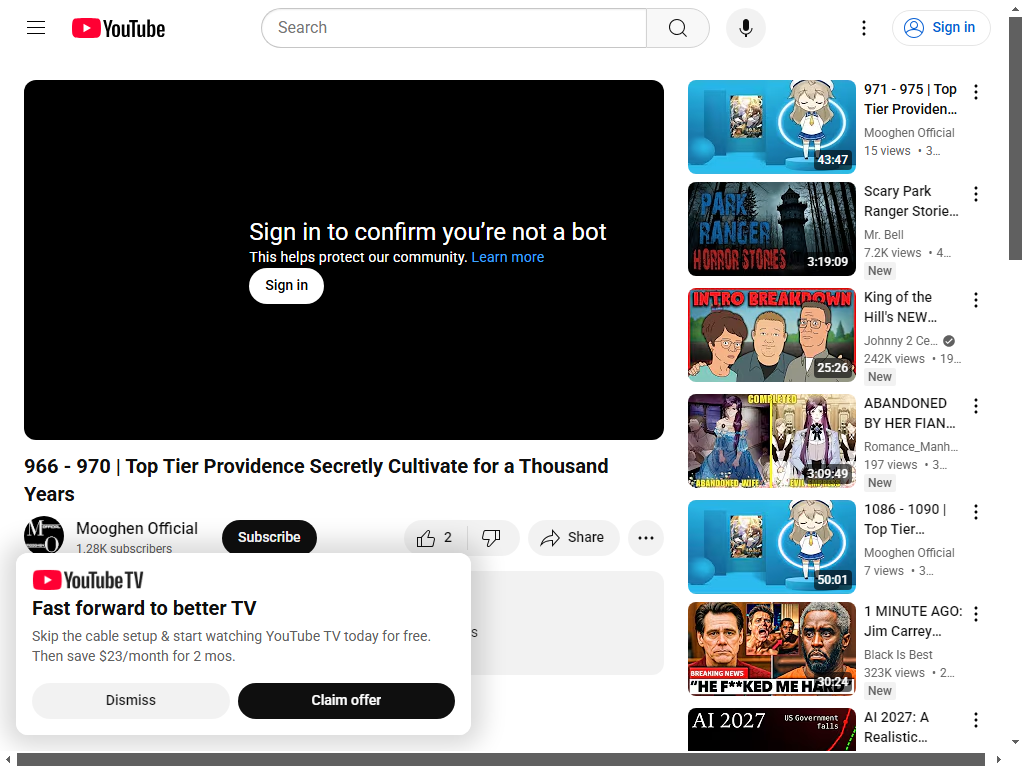 YouTube
Search
Sign in
Sign in to confirm you’re not a bot
This helps protect our community. Learn more
Sign in
966 - 970 | Top Tier Providence Secretly Cultivate for a Thousand
Years
Mooghen Official
1.28K subscribers
Subscribe
2
Share
YouTube TV
Fast forward to better TV
Skip the cable setup & start watching YouTube TV today for free.
Then save $23/month for 2 mos.
Dismiss
Claim offer
43:47
971 - 975 | Top
Tier Providen...
Mooghen Official
15 views • 3...
PARK
RANGER
HORROR STORIES
3:19:09
Scary Park
Ranger Storie...
Mr. Bell
7.2K views • 4...
New
INTRO BREAKDOWN
25:26
King of the
Hill's NEW...
Johnny 2 Ce...
242K views • 19...
New
COMPLETED
ABANDONED WIFE
3:09:49
ABANDONED
BY HER FIAN...
Romance_Manh...
197 views • 3...
New
50:01
1086 - 1090 |
Top Tier...
Mooghen Official
7 views • 3...
BREAKING NEWS
"HE F**KED ME HARD
30:24
1 MINUTE AGO:
Jim Carrey...
Black Is Best
323K views • 2...
New
AI 2027
US Government
falls
AI 2027: A
Realistic...